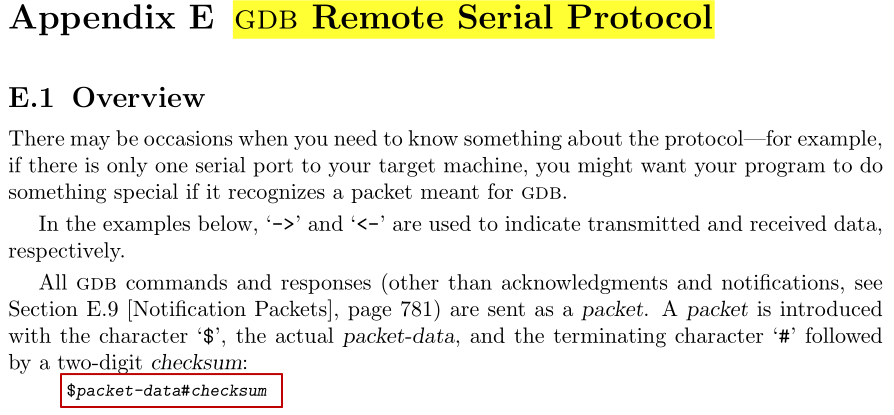 Appendix E GDB Remote Serial Protocol
E.1 Overview
There may be occasions when you need to know something about the protocol—for example,
if there is only one serial port to your target machine, you might want your program to do
something special if it recognizes a packet meant for GDB.
In the examples below, ‘->’ and ‘<-’ are used to indicate transmitted and received data,
respectively.
All GDB commands and responses (other than acknowledgments and notifications, see
Section E.9 [Notification Packets], page 781) are sent as a packet. A packet is introduced
with the character ‘$’, the actual packet-data, and the terminating character ‘#’ followed
by a two-digit checksum:
$packet-data#checksum